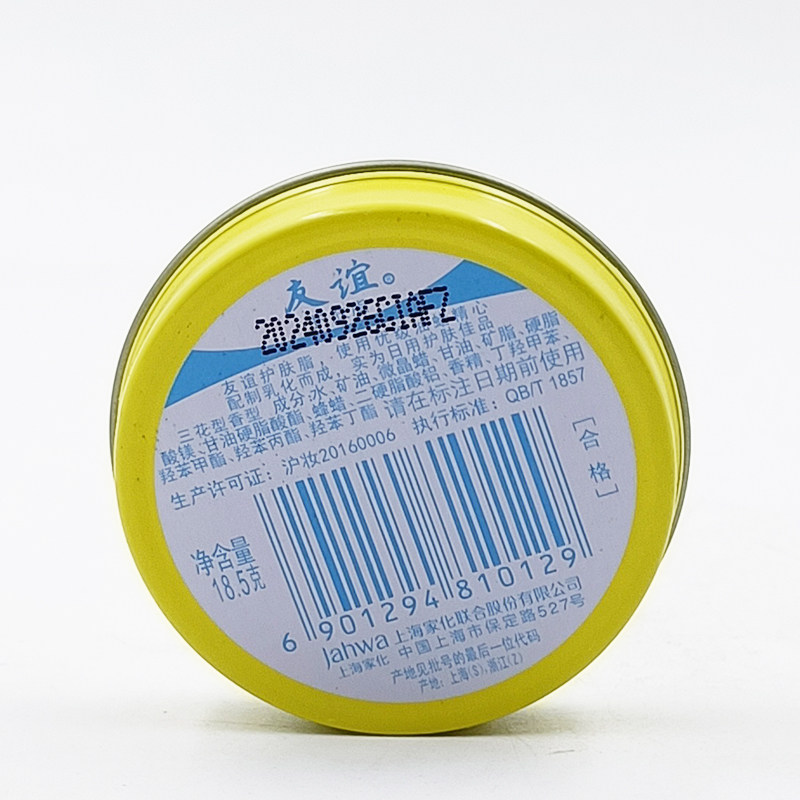 友谊®
20240926GIAFZ
友谊护肤脂，使用优级
配制乳化而成，实为日用护肤佳品
三花型香型 成分:水、矿油、微晶蜡、甘油、矿脂、硬脂
酸镁、甘油硬脂酸酯、蜂蜡、二硬脂酸铝、香精、丁羟甲苯、
羟苯甲酯、羟苯丙酯、羟苯丁酯 请在标注日期前使用
生产许可证：沪妆20160006 执行标准：QB/T 1857
[合格]
净含量
18.5克
6 901294 810129
Jahwa 上海家化联合股份有限公司
上海家化 中国上海市保定路527号
产地见批号的最后一位代码
产地：上海(S),浙江(Z)